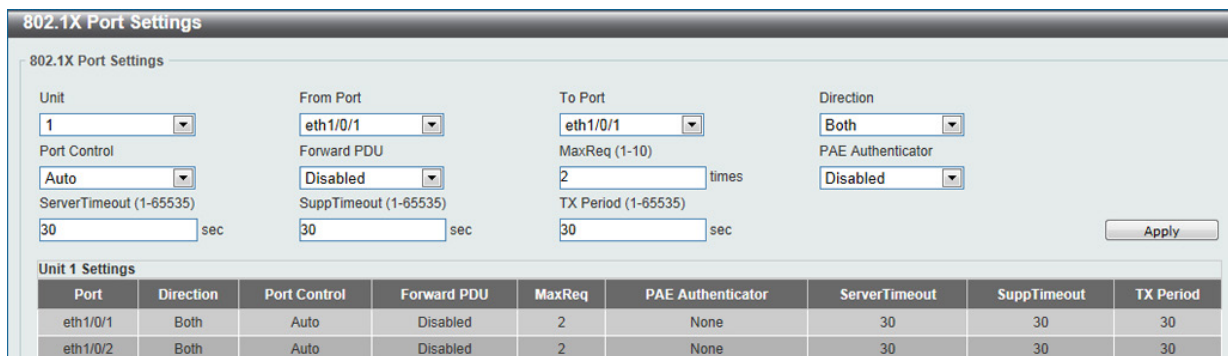 802.1X Port Settings
802.1X Port Settings
Unit From Port To Port Direction
1 eth1/0/1 eth1/0/1 Both
Port Control Forward PDU MaxReq (1-10) PAE Authenticator
Auto Disabled 2 times Disabled
ServerTimeout (1-65535) SuppTimeout (1-65535) TX Period (1-65535)
30 sec 30 sec 30 sec Apply
Unit 1 Settings
Port Direction Port Control Forward PDU MaxReq PAE Authenticator ServerTimeout SuppTimeout TX Period
eth1/0/1 Both Auto Disabled 2 None 30 30 30
eth1/0/2 Both Auto Disabled 2 None 30 30 30